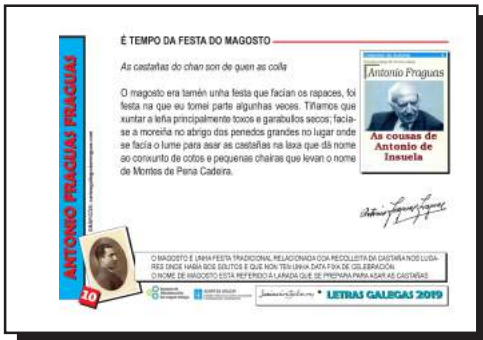 É TEMPO DA FESTA DO MAGOSTO
As castañas do chan son de quen as colla
O magosto era tamén unha festa que facían os rapaces, foi
festa na que eu tomei parte algunhas veces. Tiñamos que
xuntar a leña principalmente toxos e garabullos secos; facía-
se a moreiña no abrigo dos penedos grandes no lugar onde
se facía o lume para asar as castañas na laxa que dá nome
ao conxunto de cotos e pequenas chairas que levan o nome
de Montes de Pena Cadeira.
Antonio Fraguas
As cousas de
Antonio de
Insuela
ANTONIO FRAGUAS FRAGUAS
O MAGOSTO É UNHA FESTA TRADICIONAL RELACIONADA COA RECOLLEITA DA CASTAÑA NOS LUGA-
RES ONDE HABÍA BOS SOUTOS E QUE NON TEN UNHA DATA FIXA DE CELEBRACIÓN.
O NOME DE MAGOSTO ESTÁ REFERIDO Á LARADA QUE SE PREPARA PARA ASAR AS CASTAÑAS
10
XUNTA DE GALICIA
* LETRAS GALEGAS 2019